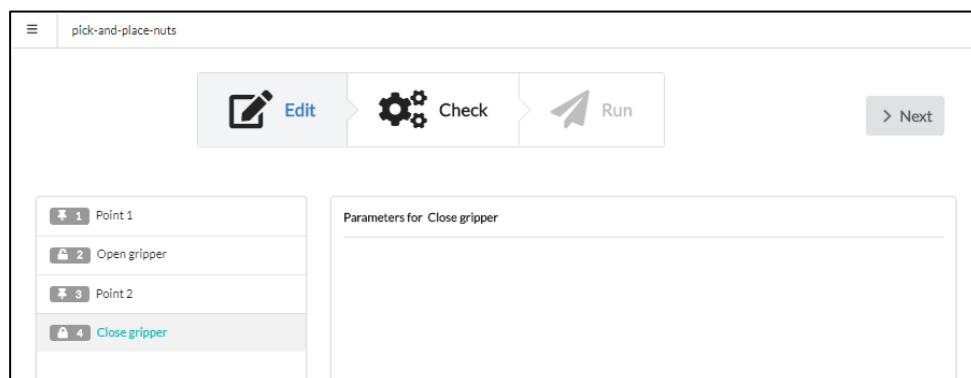 pick-and-place-nuts
Edit
Check
Run
Next
1 Point 1
2 Open gripper
3 Point 2
4 Close gripper
Parameters for Close gripper